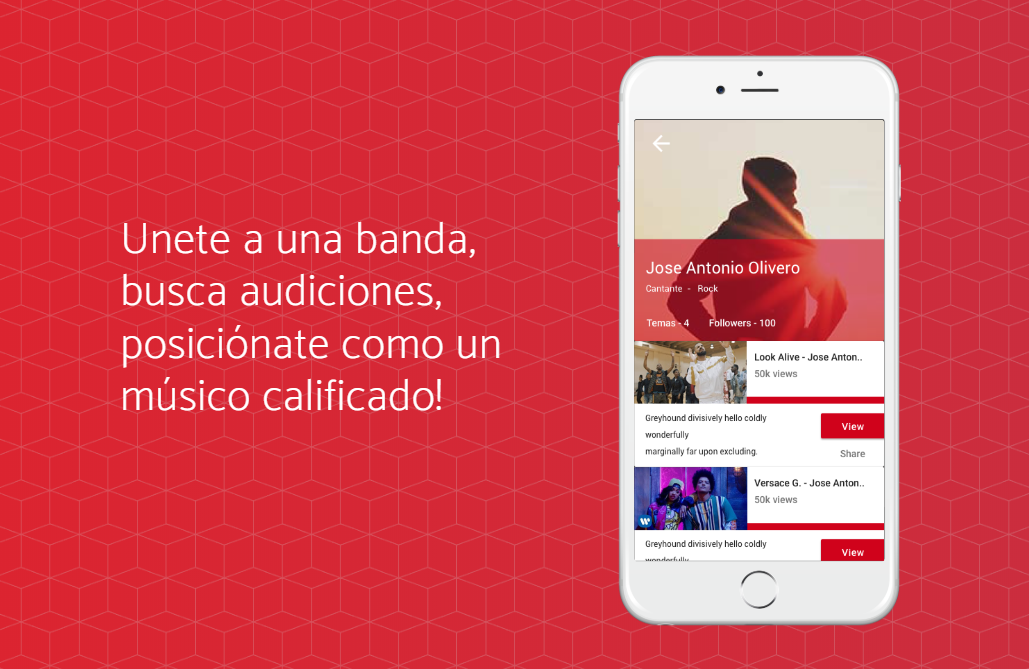 Unete a una banda,
busca audiciones,
posiciónate como un
músico calificado!
Jose Antonio Olivero
Cantante - Rock
Temas - 4 Followers - 100
Look Alive - Jose Anton..
50k views
Greyhound divisively hello coldly
wonderfully
marginally far upon excluding.
View
Share
Versace G. - Jose Anton..
50k views
Greyhound divisively hello coldly
wonderfully
View